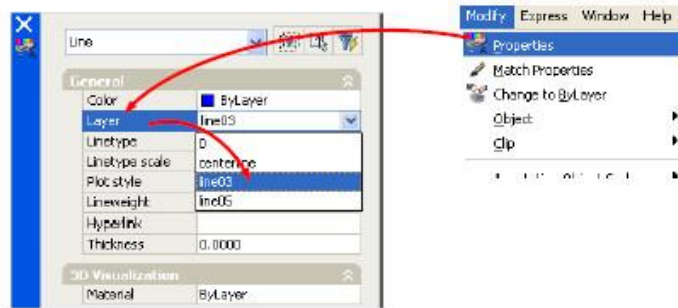 Line
General
Color ByLayer
Layer line03
Linetype 0
Linetype scale centerline
Plot style line03
Lineweight line05
Hyperlink
Thickness 0.0000
3D Visualization
Material ByLayer
Modify Express Window Help
Properties
Match Properties
Change to ByLayer
Object
Clip